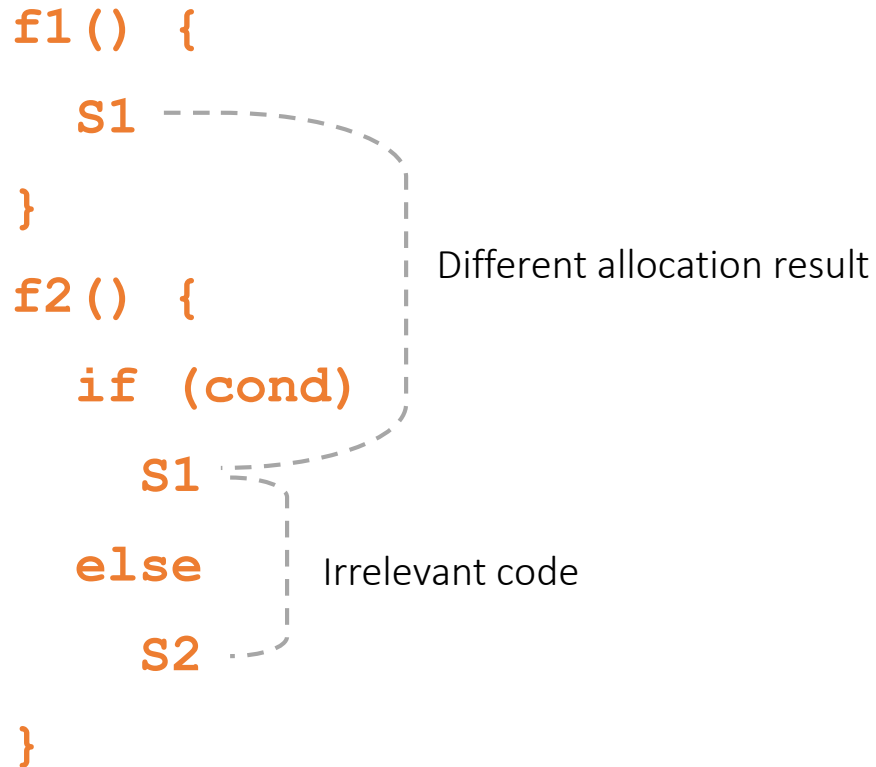 f1() {
S1
}
Different allocation result
f2() {
if (cond)
S1
else
Irrelevant code
S2
}